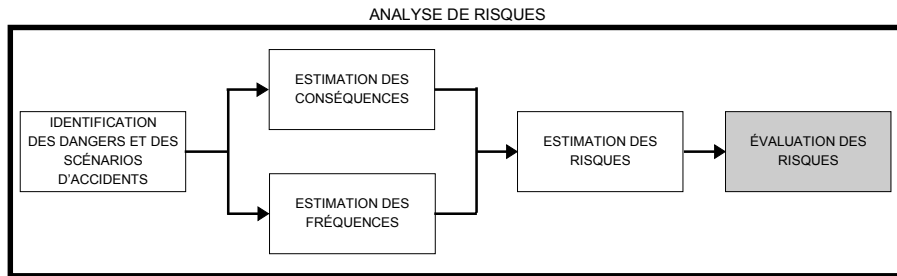 ANALYSE DE RISQUES
IDENTIFICATION
DES DANGERS ET DES
SCÉNARIOS
D'ACCIDENTS
ESTIMATION DES
CONSÉQUENCES
ESTIMATION DES
FRÉQUENCES
ESTIMATION DES
RISQUES
ÉVALUATION DES
RISQUES